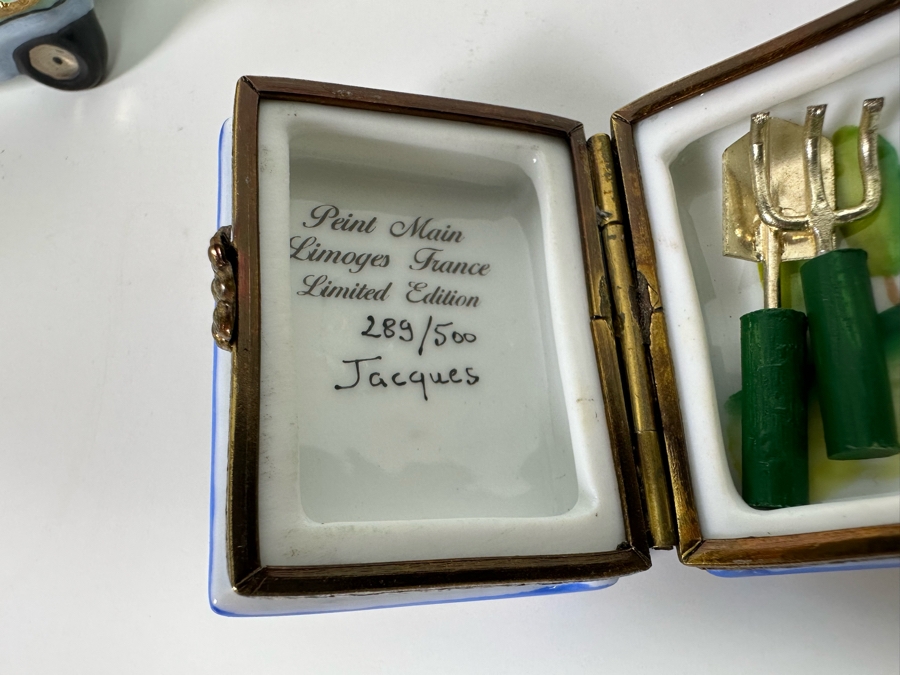 Peint Main
Limoges France
Limited Edition
289/500
Jacques